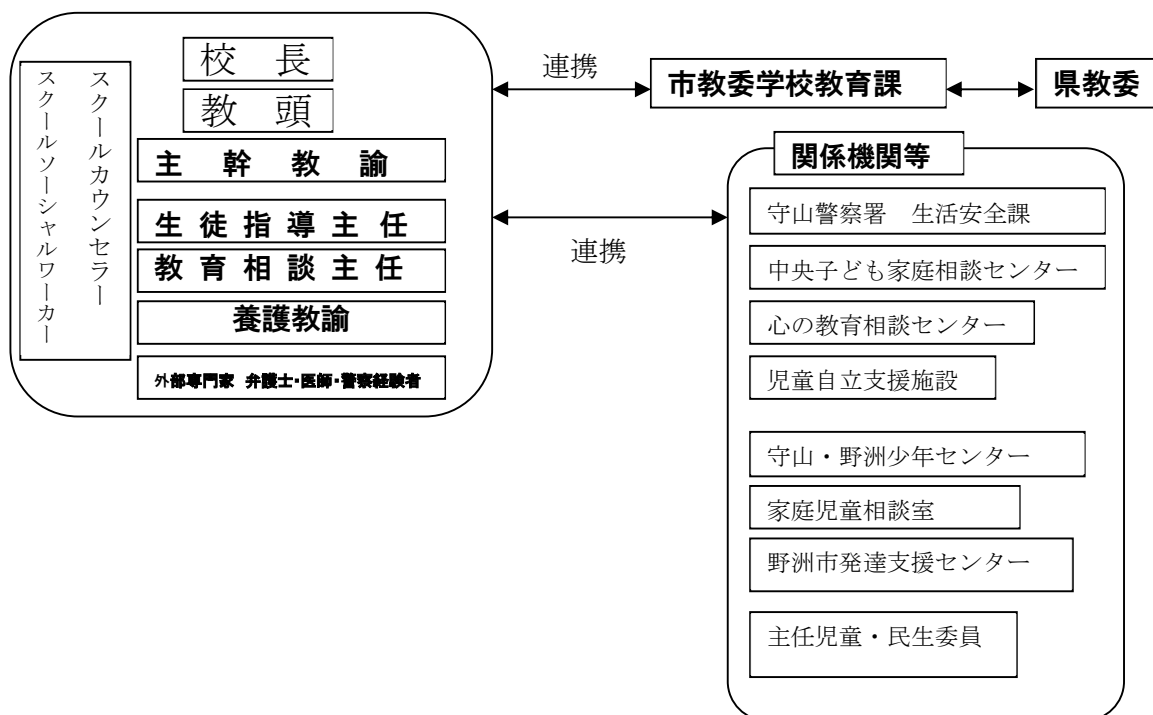 校　長
教　頭
主　幹　教　諭
生 徒 指 導 主 任
教 育 相 談 主 任
養護教諭
外部専門家 弁護士・医師・警察経験者
スクールカウンセラー
スクールソーシャルワーカー
連携
市教委学校教育課
県教委
連携
関係機関等
守山警察署　生活安全課
中央子ども家庭相談センター
心の教育相談センター
児童自立支援施設
守山・野洲少年センター
家庭児童相談室
野洲市発達支援センター
主任児童・民生委員